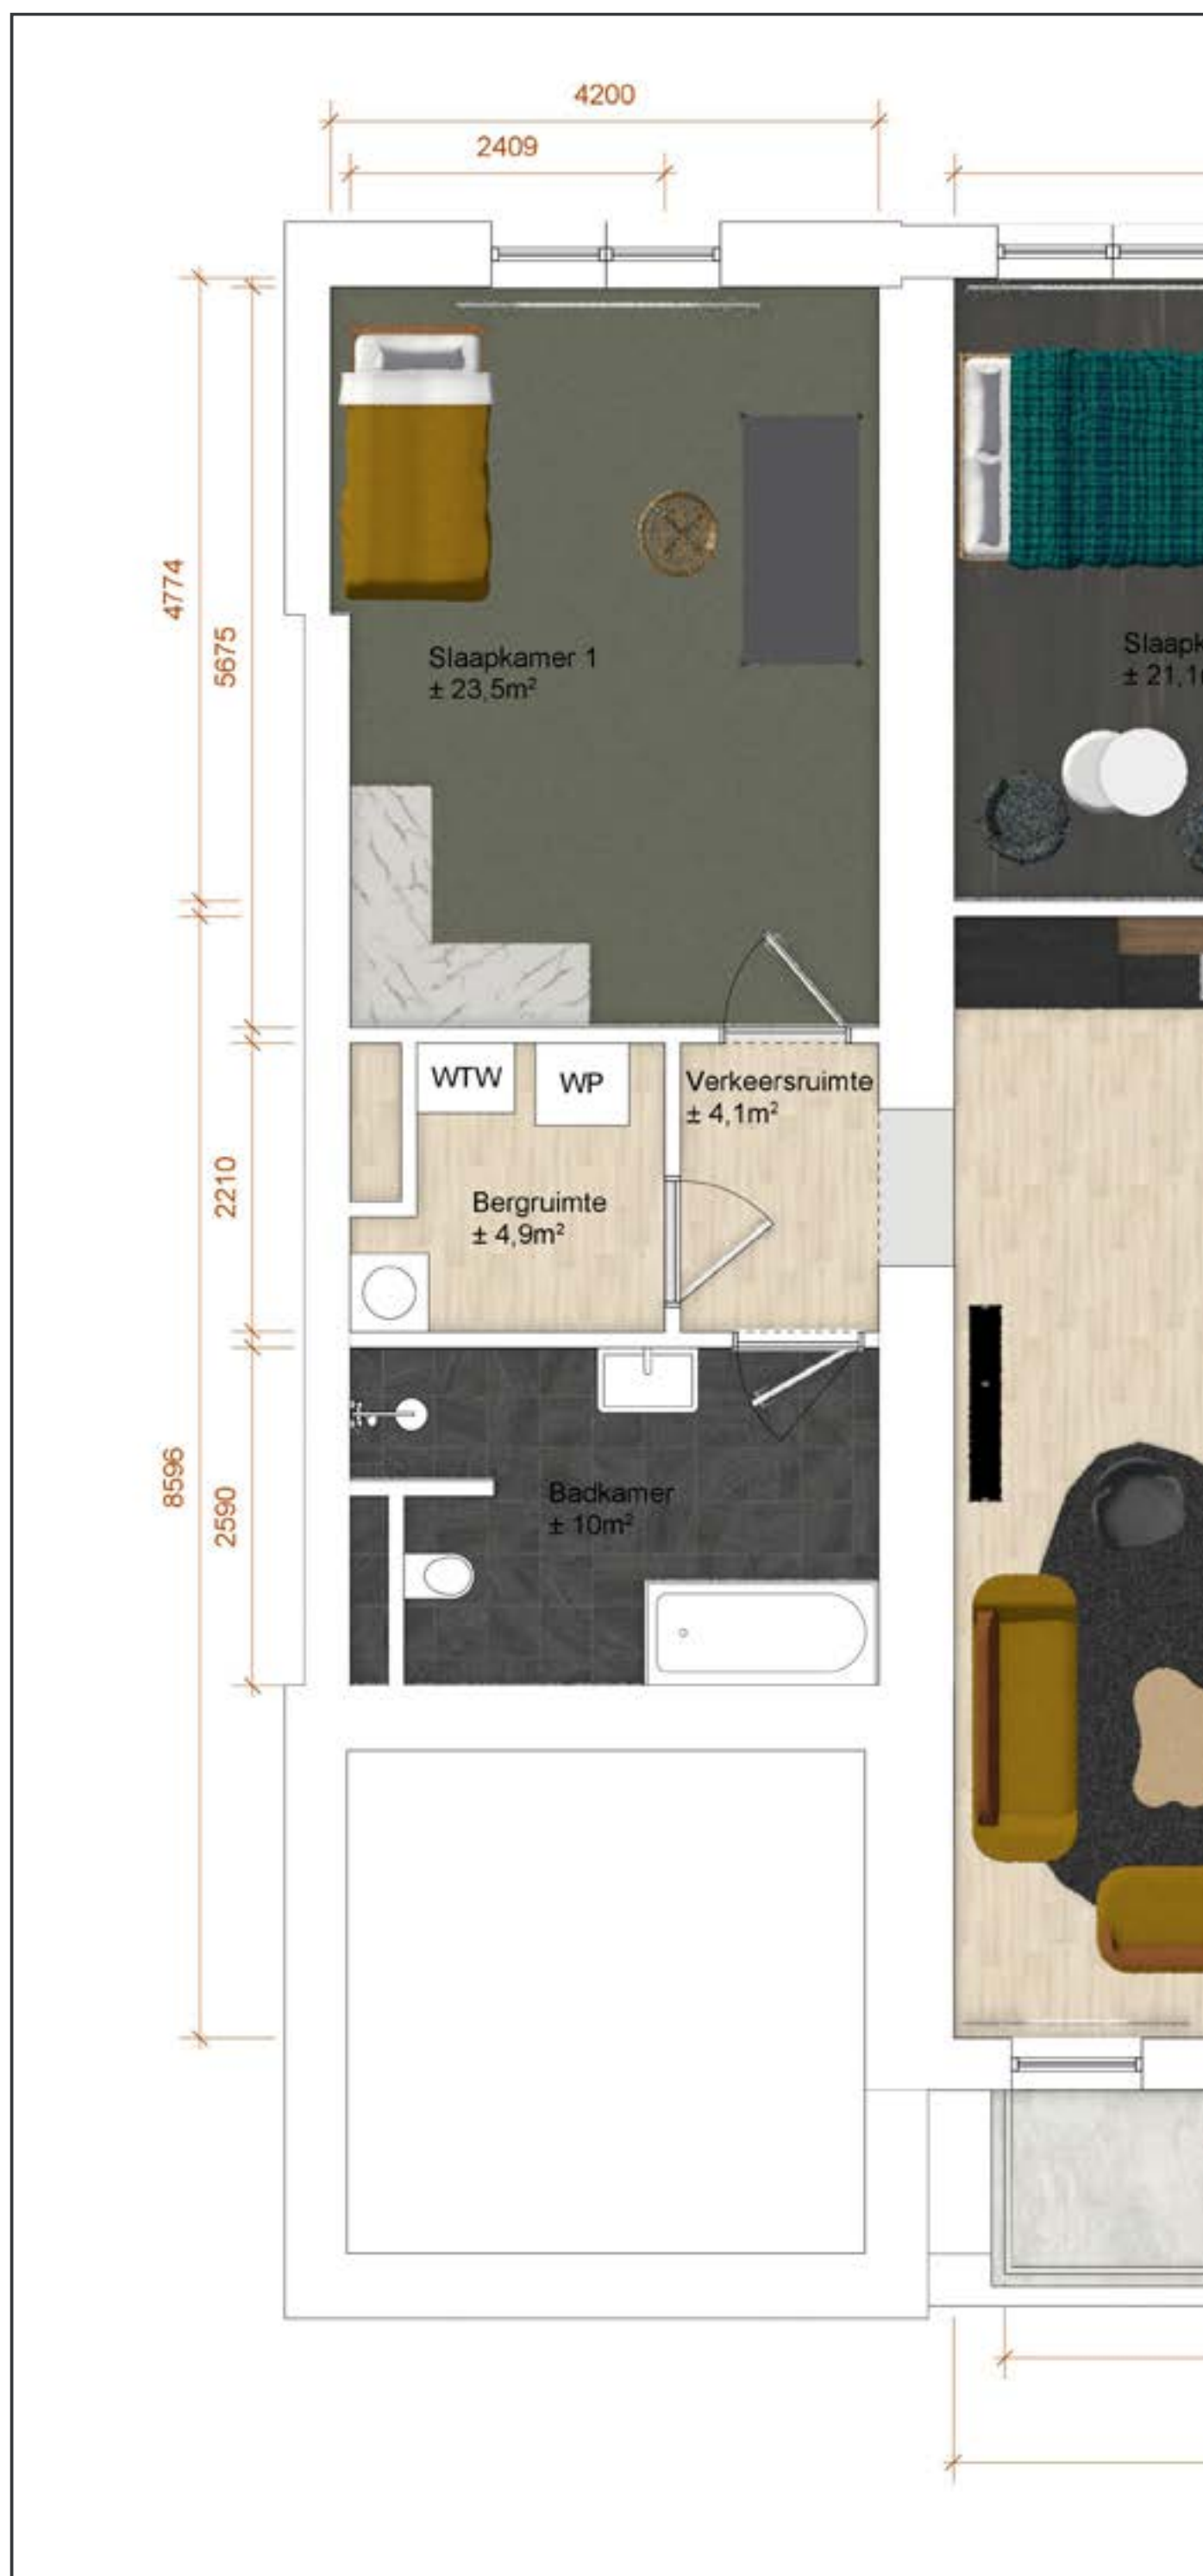 4200
2409
4774
5675
Slaapkamer 1
± 23,5m²
WTW
WP
Verkeersruimte
± 4,1m²
2210
Bergruimte
± 4,9m²
8596
2590
Badkamer
± 10m²